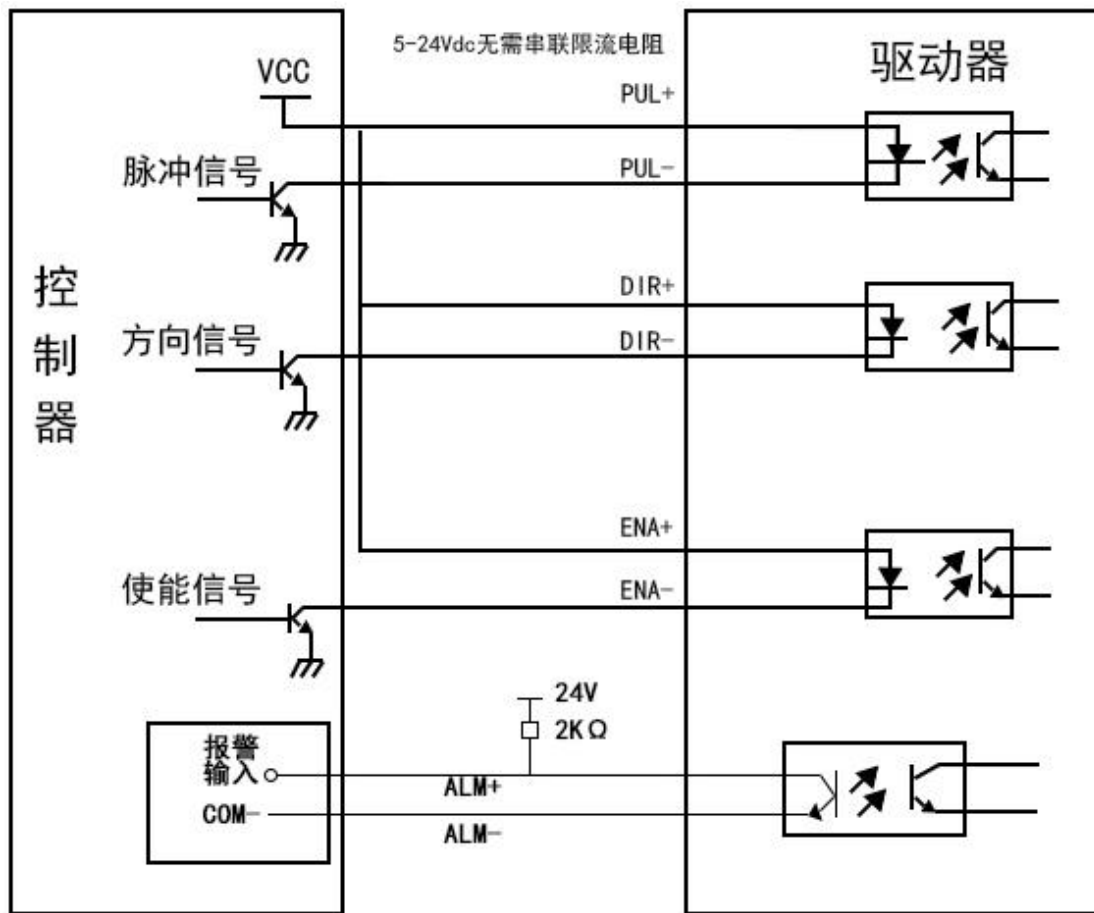 5-24Vdc无需串联限流电阻
驱动器
VCC
PUL+
脉冲信号
PUL-
控
制
器
DIR+
方向信号
DIR-
ENA+
使能信号
ENA-
24V
2KΩ
报警
输入
ALM+
COM-
ALM-